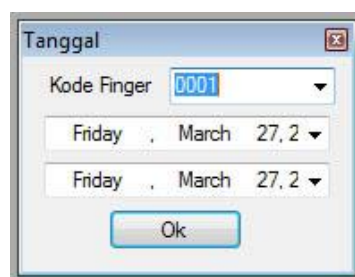 Tanggal
Kode Finger 0001
Friday , March 27, 2
Friday , March 27, 2
Ok